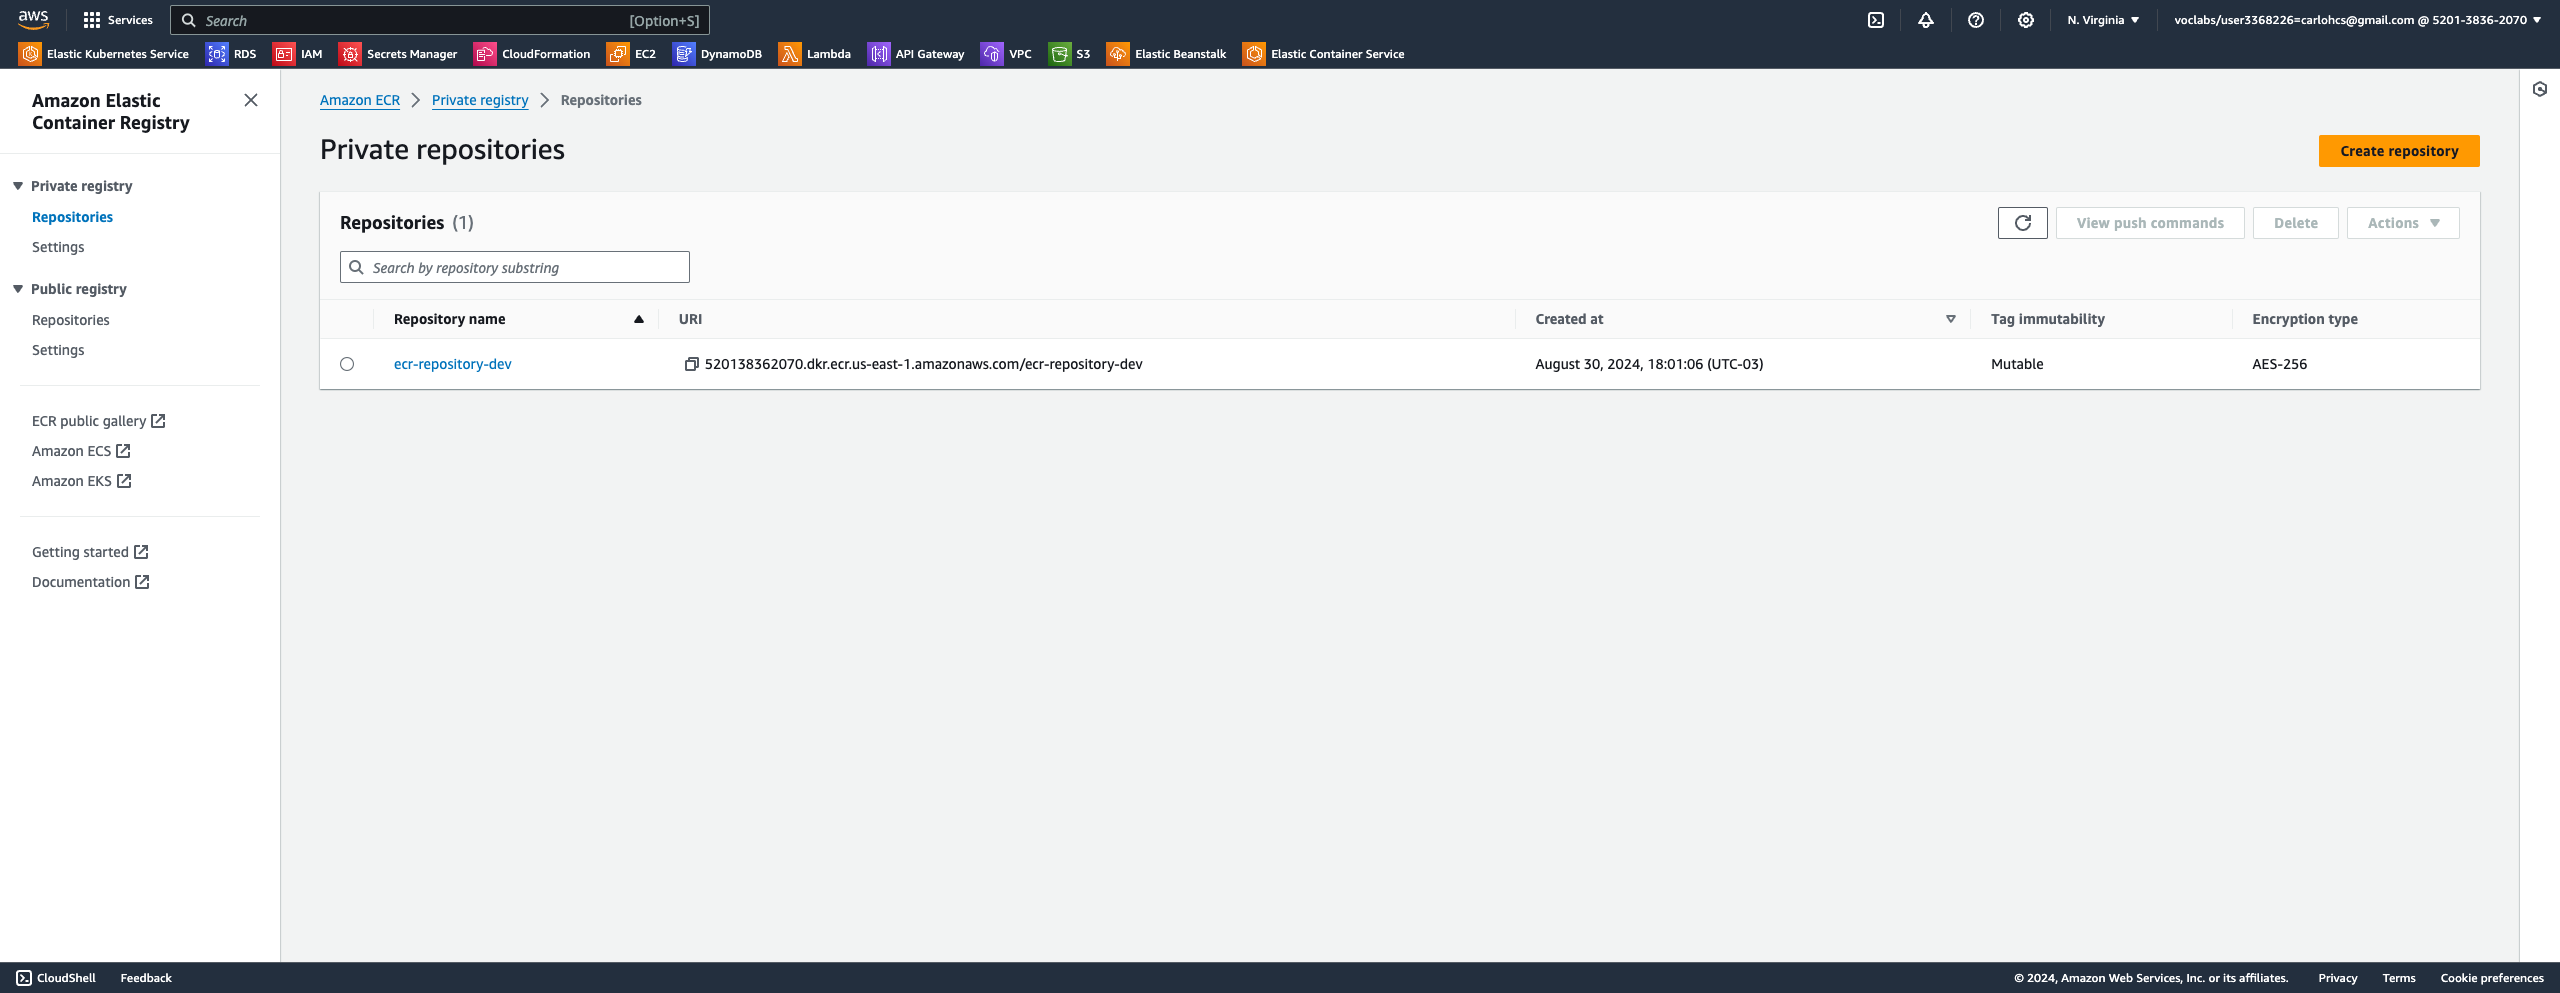 aws
Services
Search
[Option+S]
N. Virginia
voclabs/user3368226=carlohcs@gmail.com @ 5201-3836-2070
Elastic Kubernetes Service
RDS
IAM
Secrets Manager
CloudFormation
EC2
DynamoDB
Lambda
API Gateway
VPC
S3
Elastic Beanstalk
Elastic Container Service
Amazon Elastic
Container Registry
Private registry
Repositories
Settings
Public registry
Repositories
Settings
ECR public gallery
Amazon ECS
Amazon EKS
Getting started
Documentation
Amazon ECR
Private registry
Repositories
Private repositories
Create repository
Repositories (1)
View push commands
Delete
Actions
Search by repository substring
Repository name
URI
Created at
Tag immutability
Encryption type
ecr-repository-dev
520138362070.dkr.ecr.us-east-1.amazonaws.com/ecr-repository-dev
August 30, 2024, 18:01:06 (UTC-03)
Mutable
AES-256
CloudShell
Feedback
© 2024, Amazon Web Services, Inc. or its affiliates.
Privacy
Terms
Cookie preferences